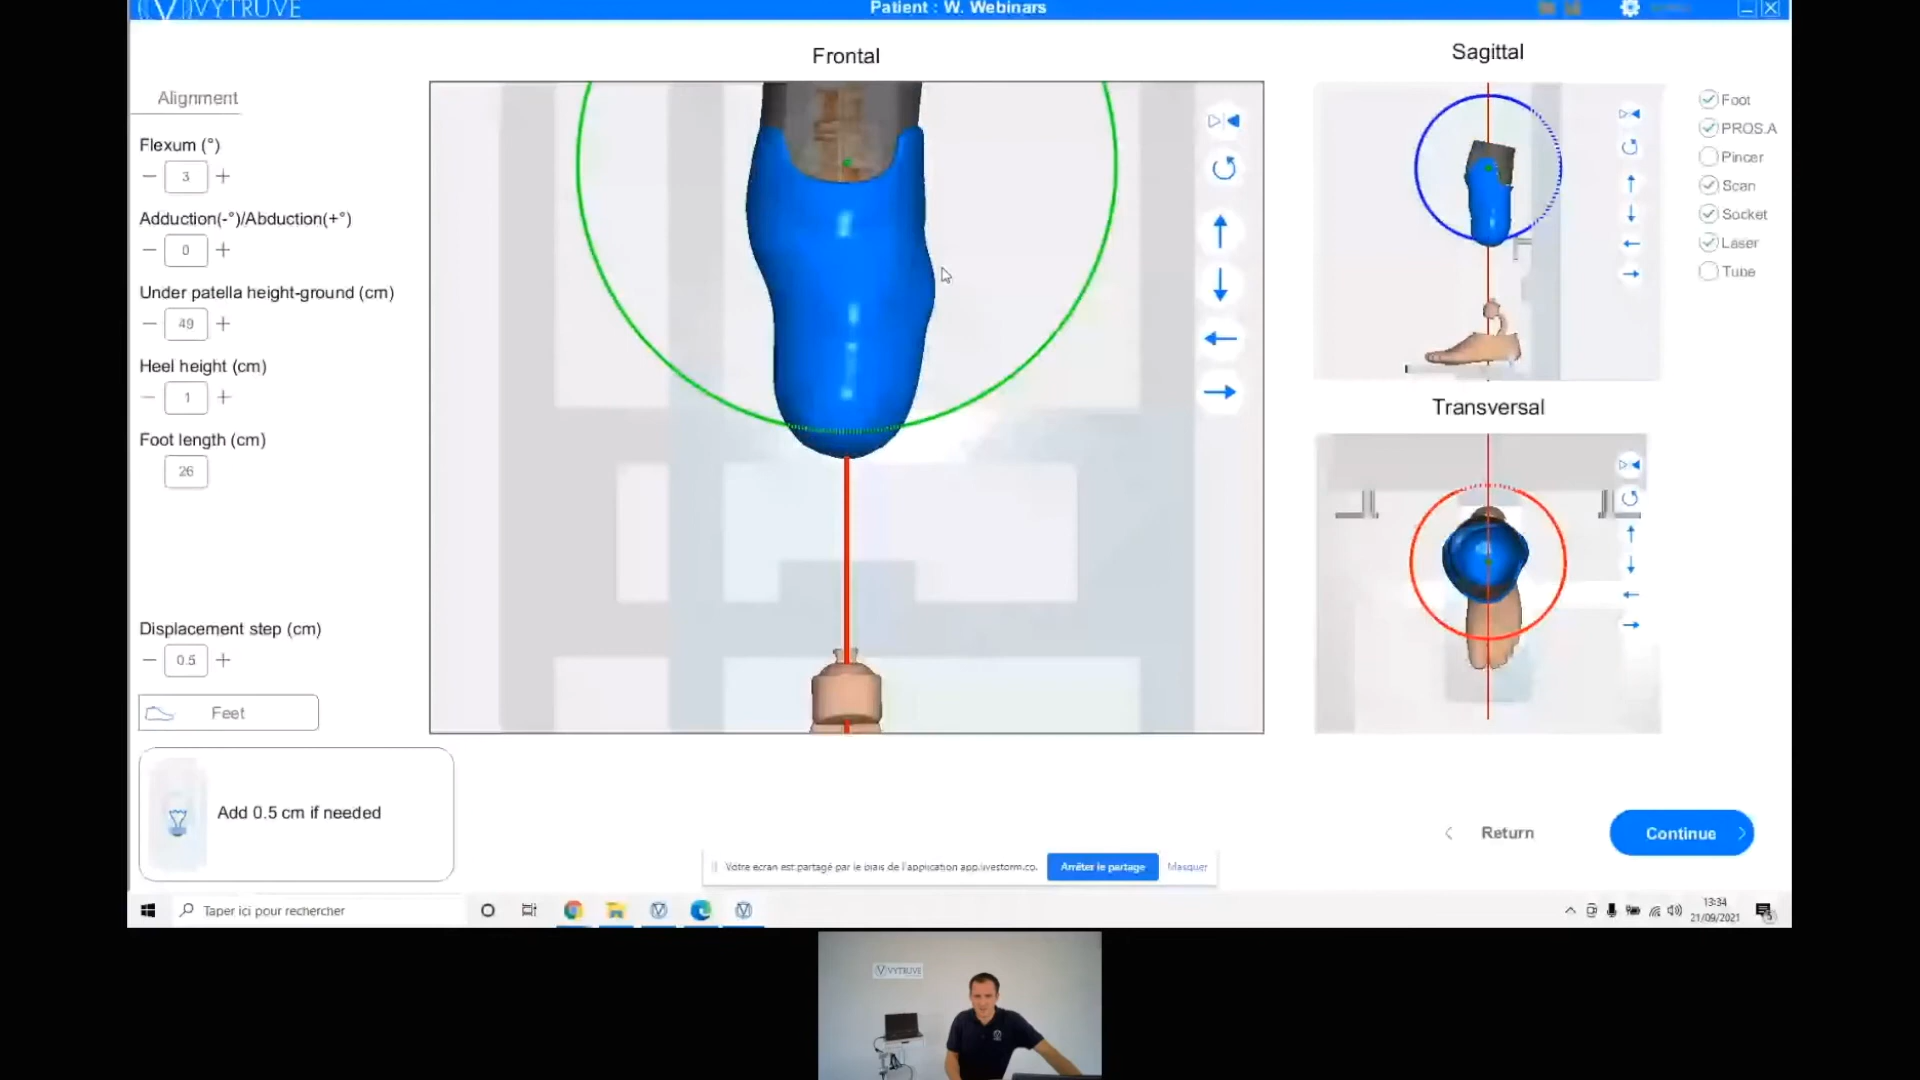 VYTRUVE
Patient : W. Webinars
Frontal
Sagittal
Alignment
Flexum (°)
− 3 +
Adduction(-°)/Abduction(+°)
− 0 +
Under patella height-ground (cm)
− 49 +
Heel height (cm)
− 1 +
Foot length (cm)
26
Displacement step (cm)
− 0.5 +
Feet
Add 0.5 cm if needed
Foot
PROS.A
Pincer
Scan
Socket
Laser
Tube
Transversal
Return
Continue
Votre écran est partagé par le biais de l'application app.livestorm.co.
Arrêter le partage
Masquer
Taper ici pour rechercher
13:34
21/09/2021
VYTRUVE